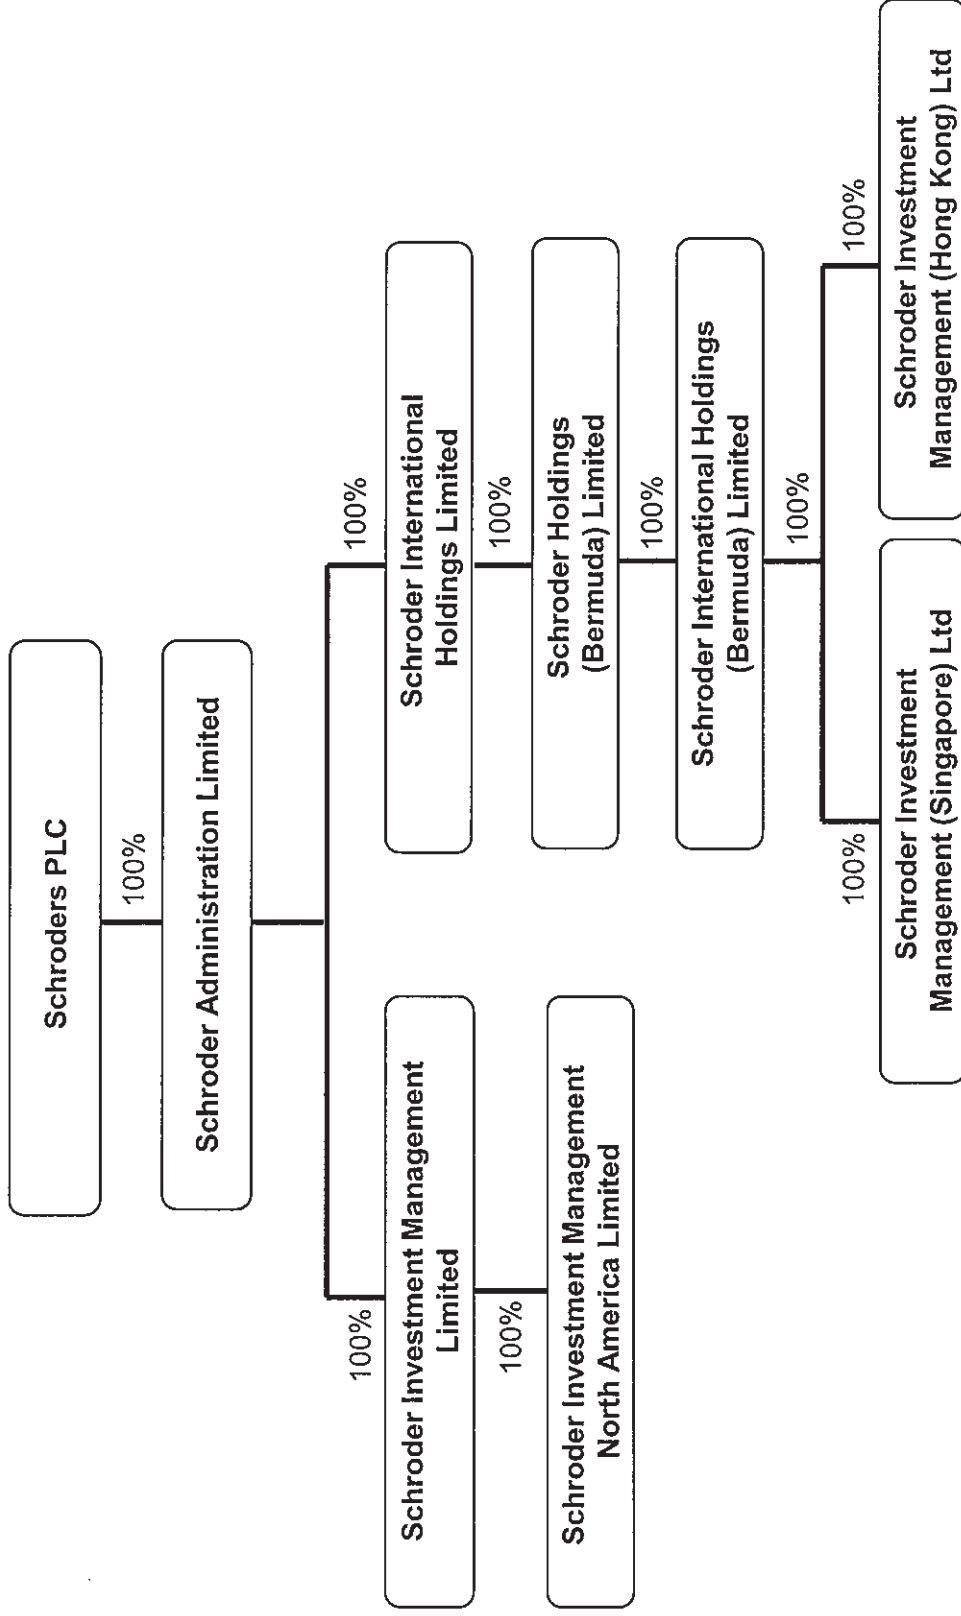 Schroders PLC
100%
Schroder Administration Limited
100%
Schroder Investment Management
Limited
100%
Schroder Investment Management
North America Limited
100%
Schroder International
Holdings Limited
100%
Schroder Holdings
(Bermuda) Limited
100%
Schroder International Holdings
(Bermuda) Limited
100%
100%
Schroder Investment
Management (Singapore) Ltd
100%
Schroder Investment
Management (Hong Kong) Ltd